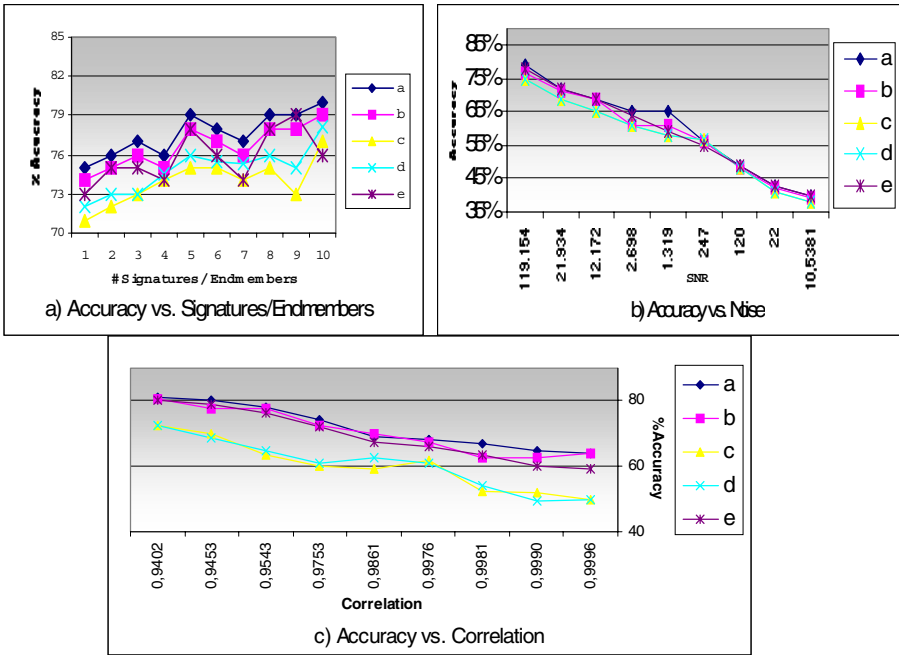 85
82
79
76
73
70
% Accuracy
1 2 3 4 5 6 7 8 9 10
# Signatures / Endmembers
a
b
c
d
e
a) Accuracy vs. Signatures/Endmembers
85%
75%
65%
55%
45%
35%
Accuracy
119.154
21.934
12.172
2.698
1.319
247
120
22
10,5381
SNR
a
b
c
d
e
b) Accuracy vs. Noise
80
60
40
%Accuracy
0,9402
0,9453
0,9543
0,9753
0,9861
0,9976
0,9981
0,9990
0,9996
Correlation
a
b
c
d
e
c) Accuracy vs. Correlation